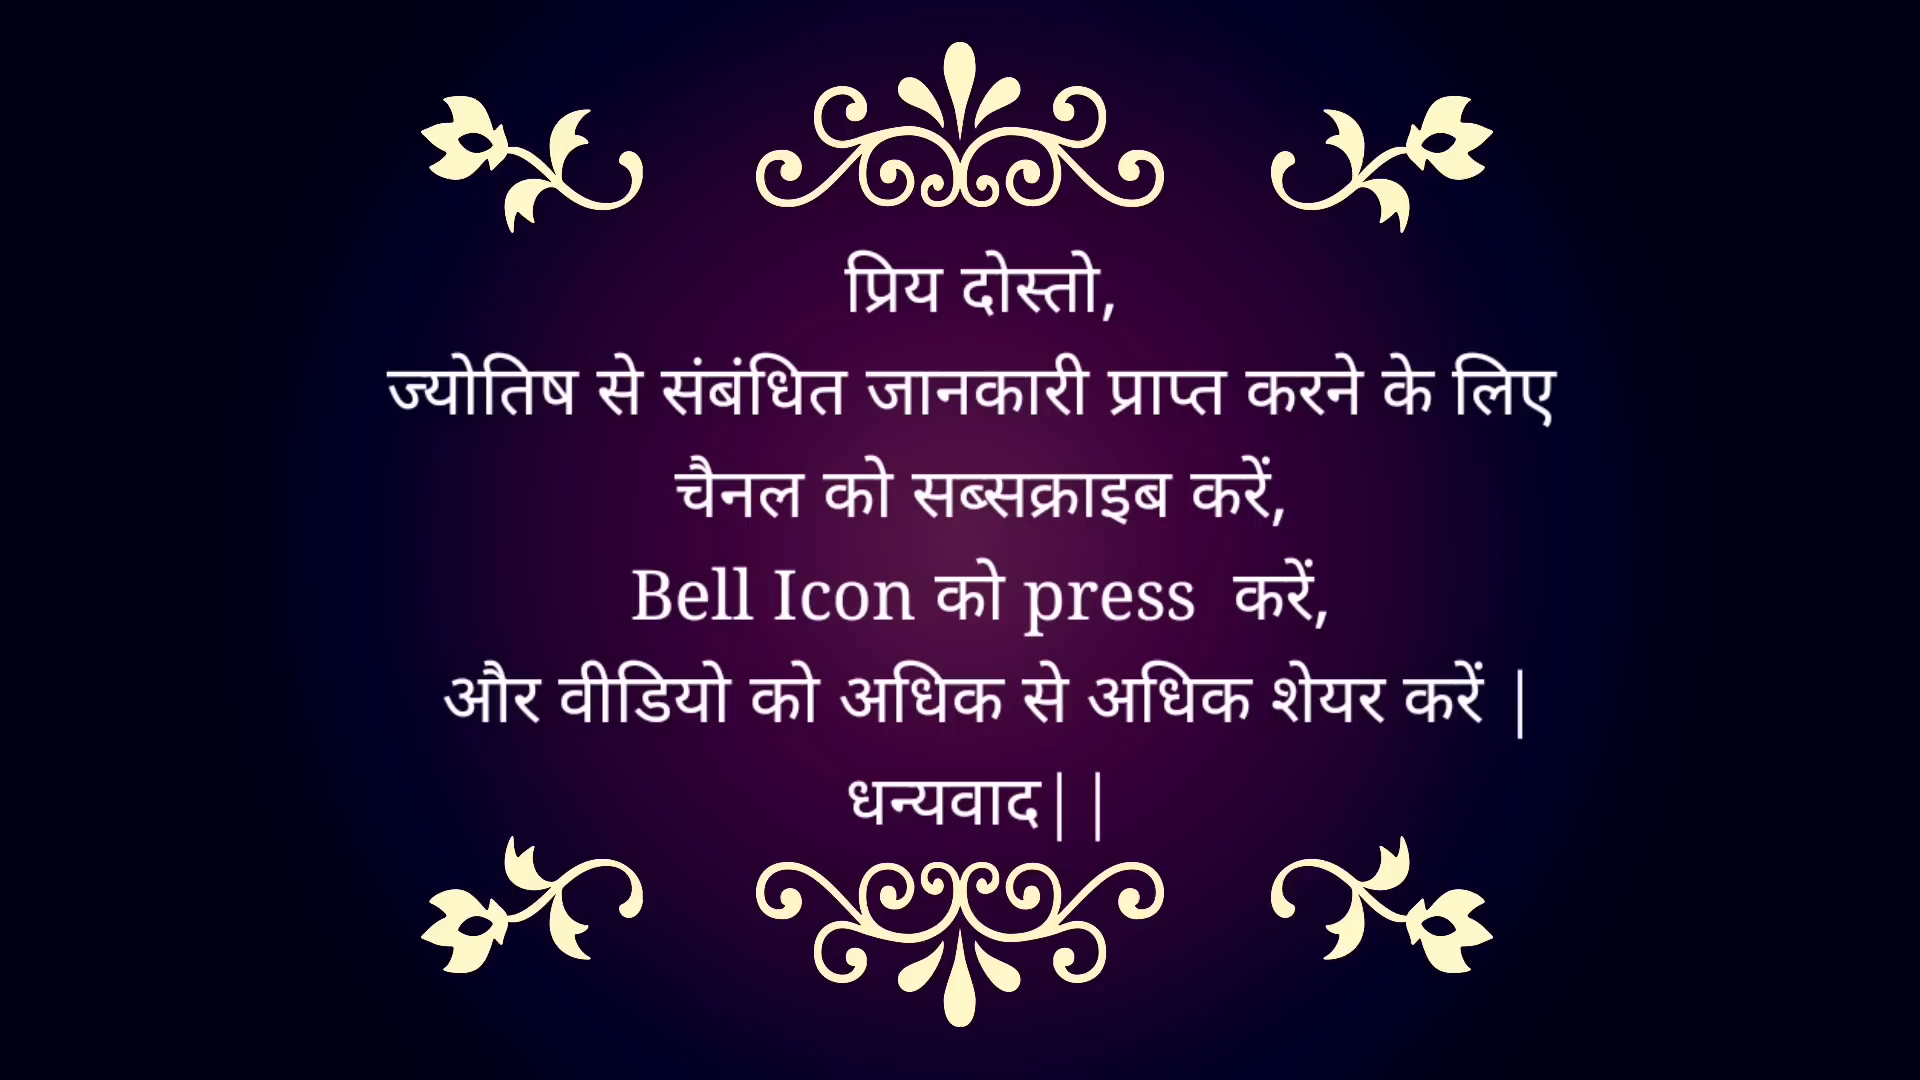 प्रिय दोस्तो,
ज्योतिष से संबंधित जानकारी प्राप्त करने के लिए
चैनल को सब्सक्राइब करें,
Bell Icon को press  करें,
और वीडियो को अधिक से अधिक शेयर करें |
धन्यवाद||